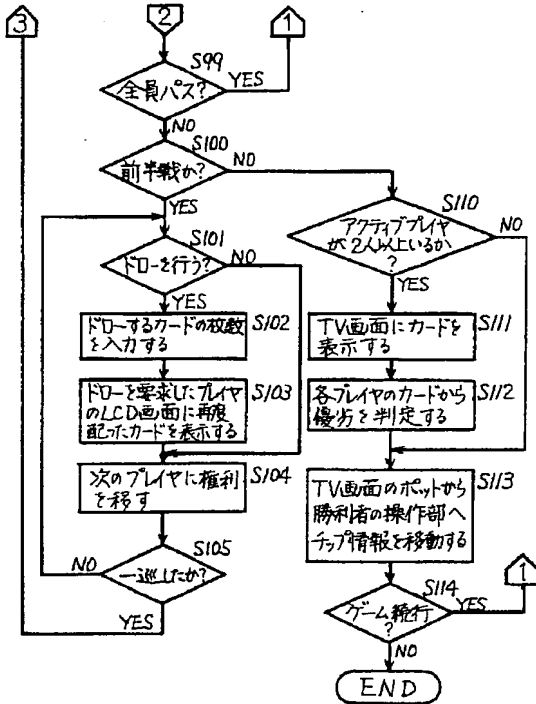 3
2
1
S99
全員パス?
YES
NO
S100
前半戦か?
NO
YES
S101
ドローを行う?
NO
YES
ドローするカードの枚数
を入力する
S102
ドローを要求したプレイヤ
のLCD画面に再度
配ったカードを表示する
S103
次のプレイヤに権利
を移す
S104
S105
一巡したか?
NO
YES
S110
アクティブプレイヤ
が2人以上いるか
?
NO
YES
TV画面にカードを
表示する
S111
各プレイヤのカードから
優劣を判定する
S112
TV画面のポットから
勝利者の操作部へ
チップ情報を移動する
S113
S114
ゲーム続行
?
YES
1
NO
END